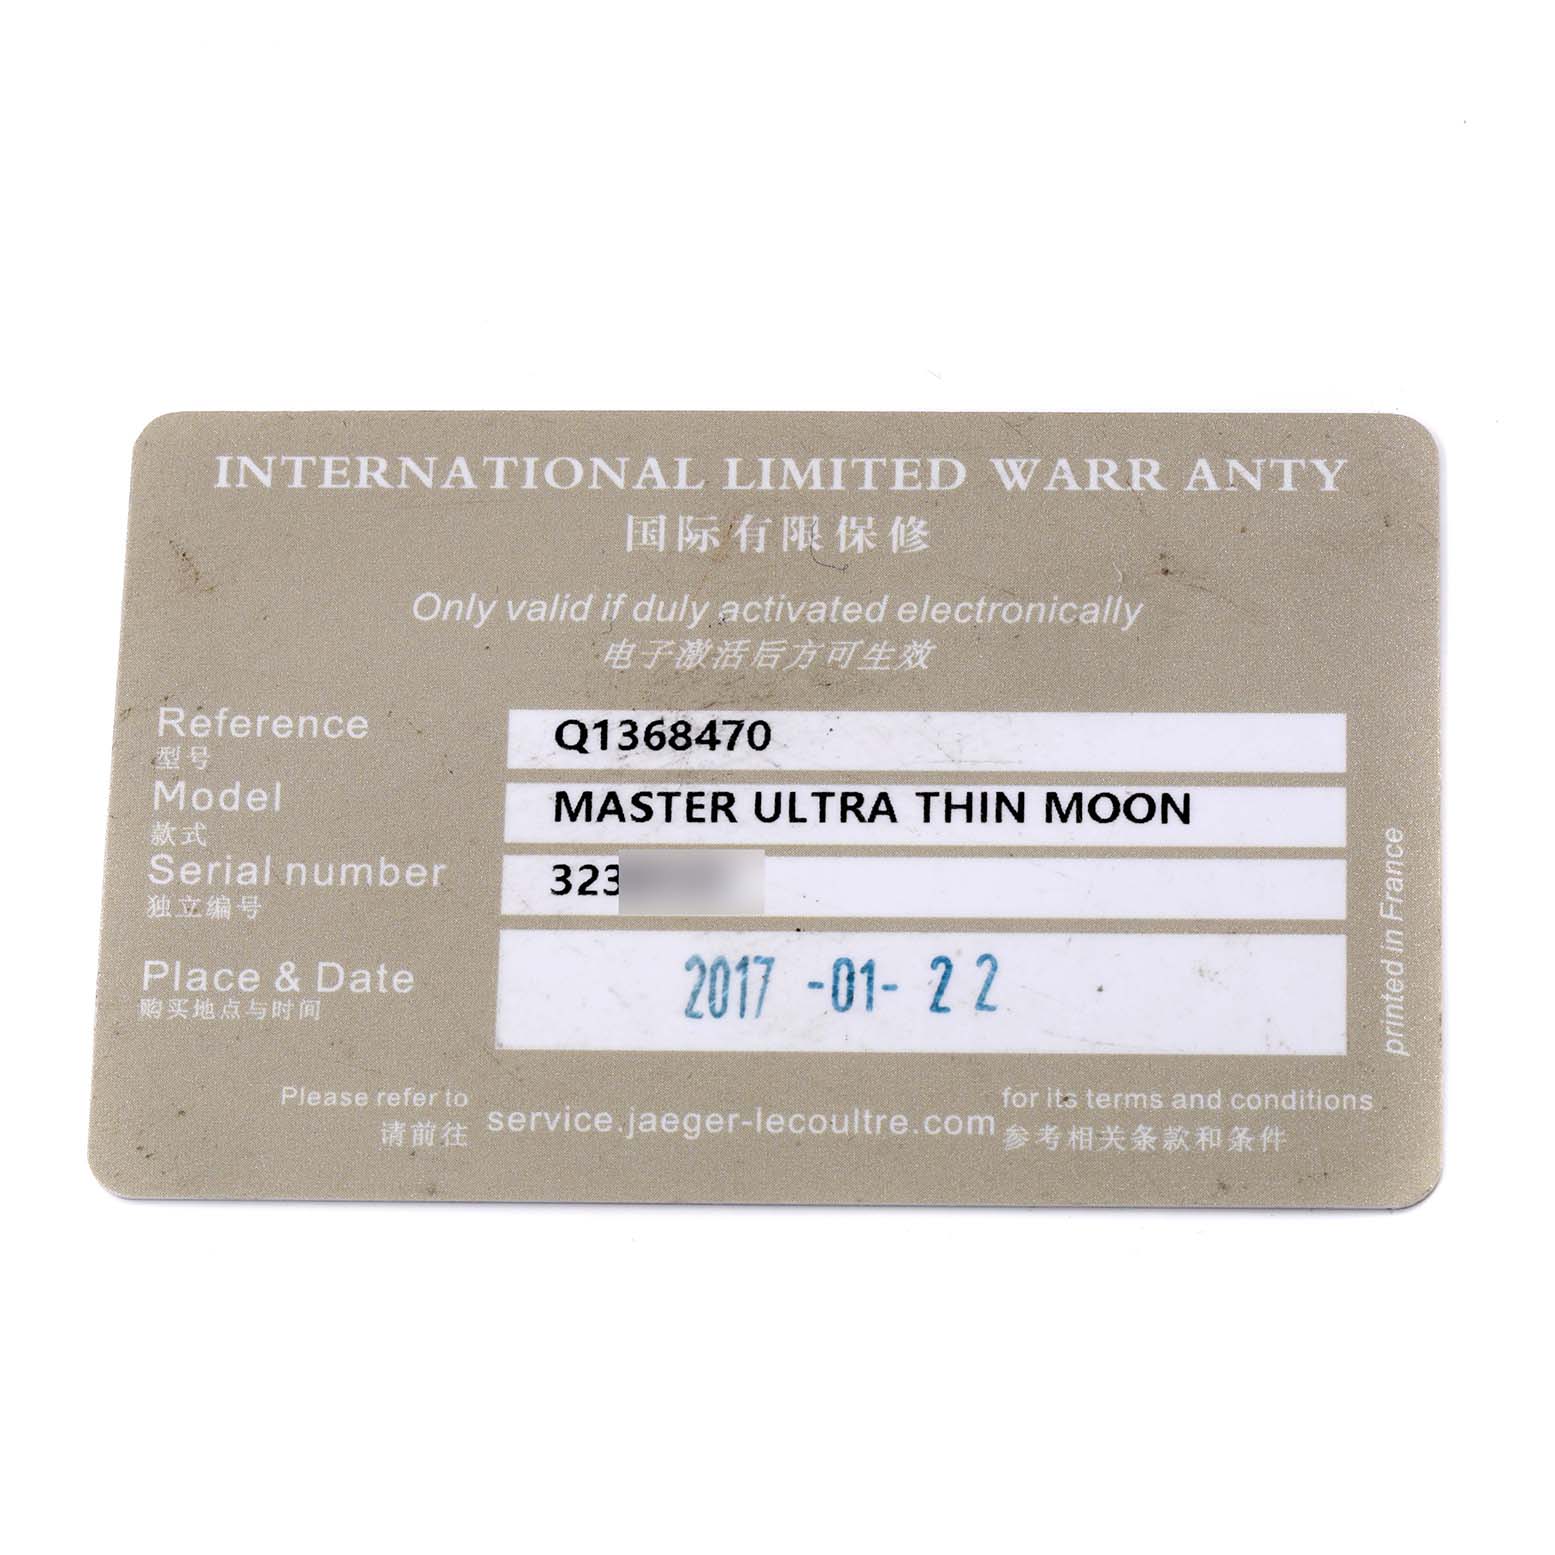 INTERNATIONAL LIMITED WARR ANTY
国际有限保修
Only valid if duly activated electronically
电子激活后方可生效
Reference
型号
Q1368470
Model
款式
MASTER ULTRA THIN MOON
Serial number
独立编号
323
Place & Date
购买地点与时间
2017 -01- 22
Please refer to
请前往
service.jaeger-lecoultre.com
for its terms and conditions
参考相关条款和条件
printed in France